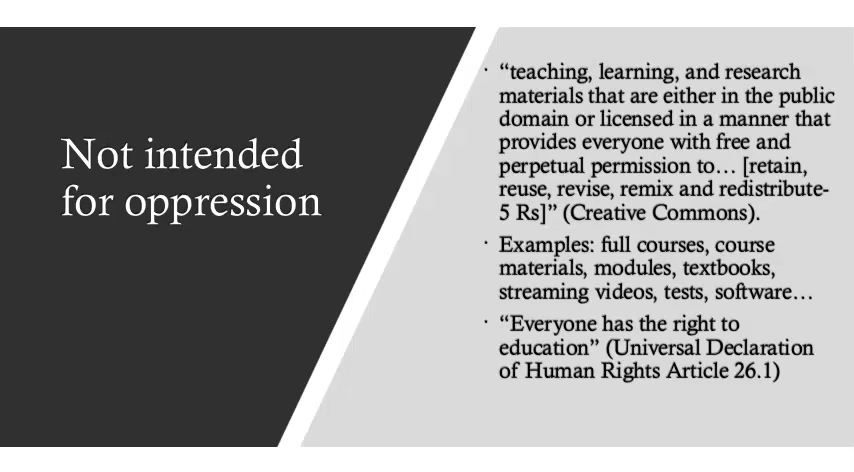 Not intended
for oppression
· “teaching, learning, and research
materials that are either in the public
domain or licensed in a manner that
provides everyone with free and
perpetual permission to… [retain,
reuse, revise, remix and redistribute-
5 Rs]” (Creative Commons).
· Examples: full courses, course
materials, modules, textbooks,
streaming videos, tests, software…
· “Everyone has the right to
education” (Universal Declaration
of Human Rights Article 26.1)